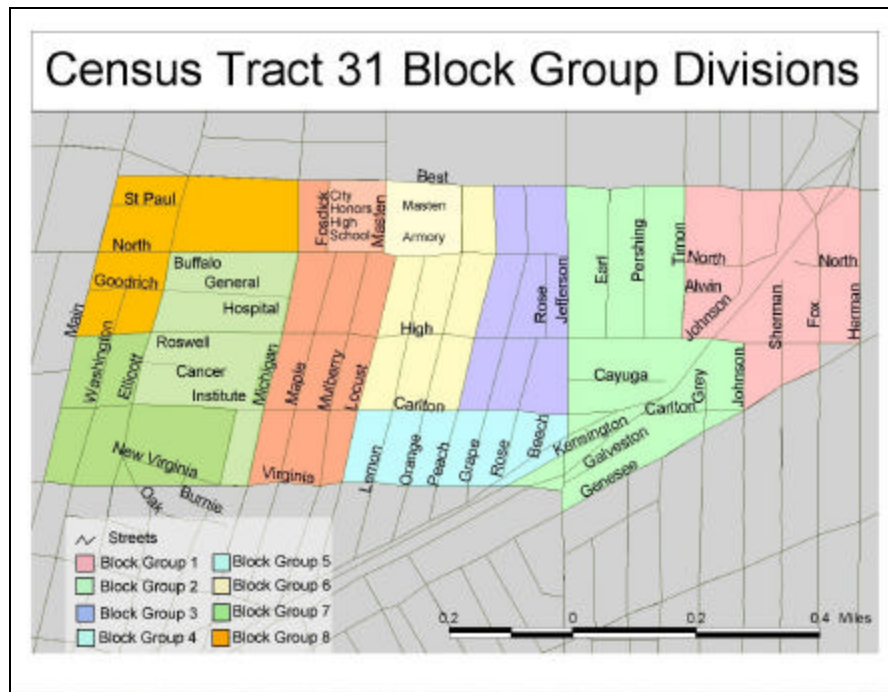 Census Tract 31 Block Group Divisions
Best
St Paul
Fosdick
City
Honors
High
School
Masten
Masten
Armory
North
Buffalo
General
Hospital
Goodrich
Main
Washington
Ellicott
Roswell
Cancer
Institute
Michigan
Maple
Mulberry
Locust
High
Carlton
Rose
Jefferson
Earl
Pershing
Timon
North
Alwin
Johnson
North
Sherman
Fox
Herman
Cayuga
Grey
Johnson
Carlton
Kensington
Galveston
Genesee
New Virginia
Virginia
Lemon
Orange
Peach
Grape
Rose
Beech
Oak
Burnie
Streets
Block Group 1
Block Group 2
Block Group 3
Block Group 4
Block Group 5
Block Group 6
Block Group 7
Block Group 8
0.2 0 0.2 0.4 Miles